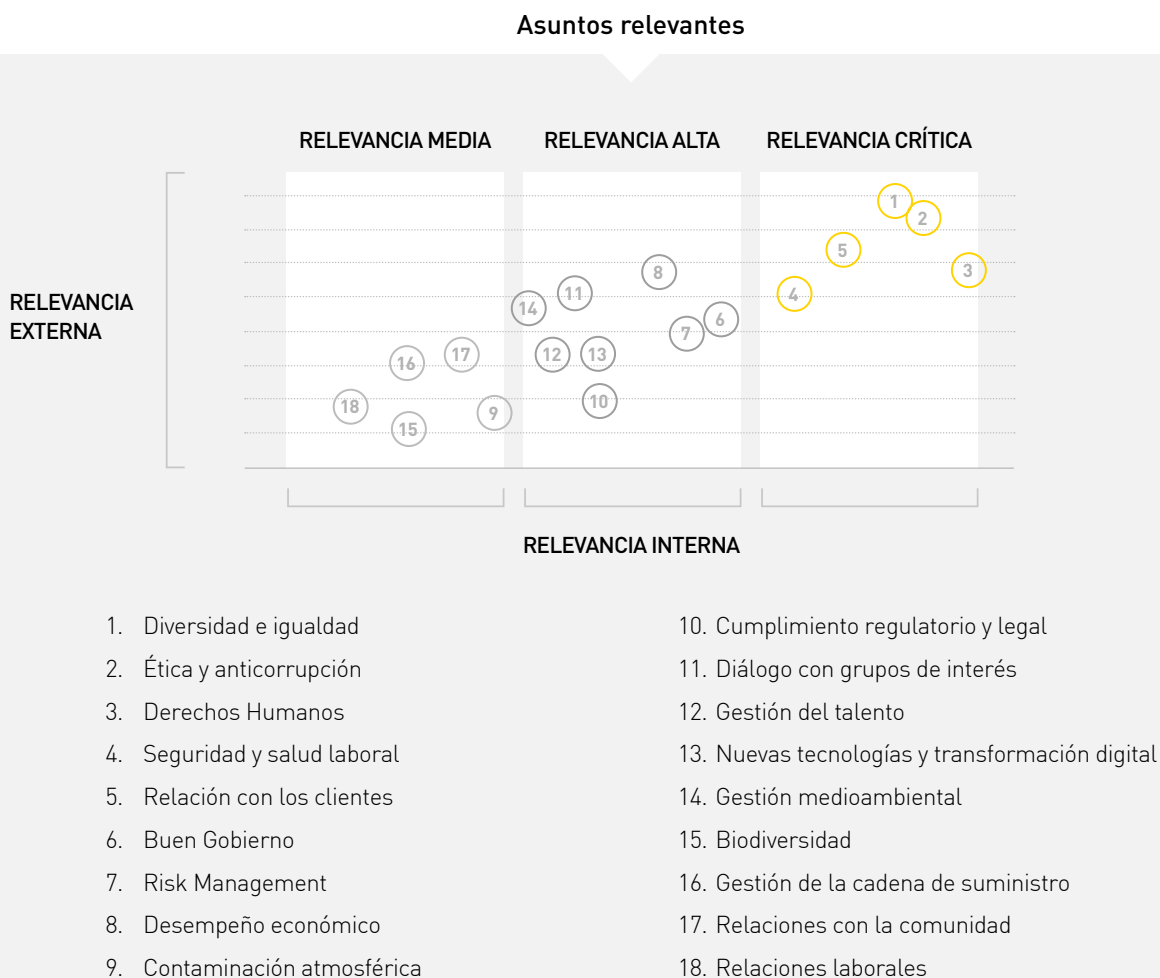 Asuntos relevantes
RELEVANCIA MEDIA
RELEVANCIA ALTA
RELEVANCIA CRÍTICA
RELEVANCIA
EXTERNA
1
2
5
3
8
11
4
14
6
7
16
17
12
13
18
9
10
15
RELEVANCIA INTERNA
1. Diversidad e igualdad
2. Ética y anticorrupción
3. Derechos Humanos
4. Seguridad y salud laboral
5. Relación con los clientes
6. Buen Gobierno
7. Risk Management
8. Desempeño económico
9. Contaminación atmosférica
10. Cumplimiento regulatorio y legal
11. Diálogo con grupos de interés
12. Gestión del talento
13. Nuevas tecnologías y transformación digital
14. Gestión medioambiental
15. Biodiversidad
16. Gestión de la cadena de suministro
17. Relaciones con la comunidad
18. Relaciones laborales